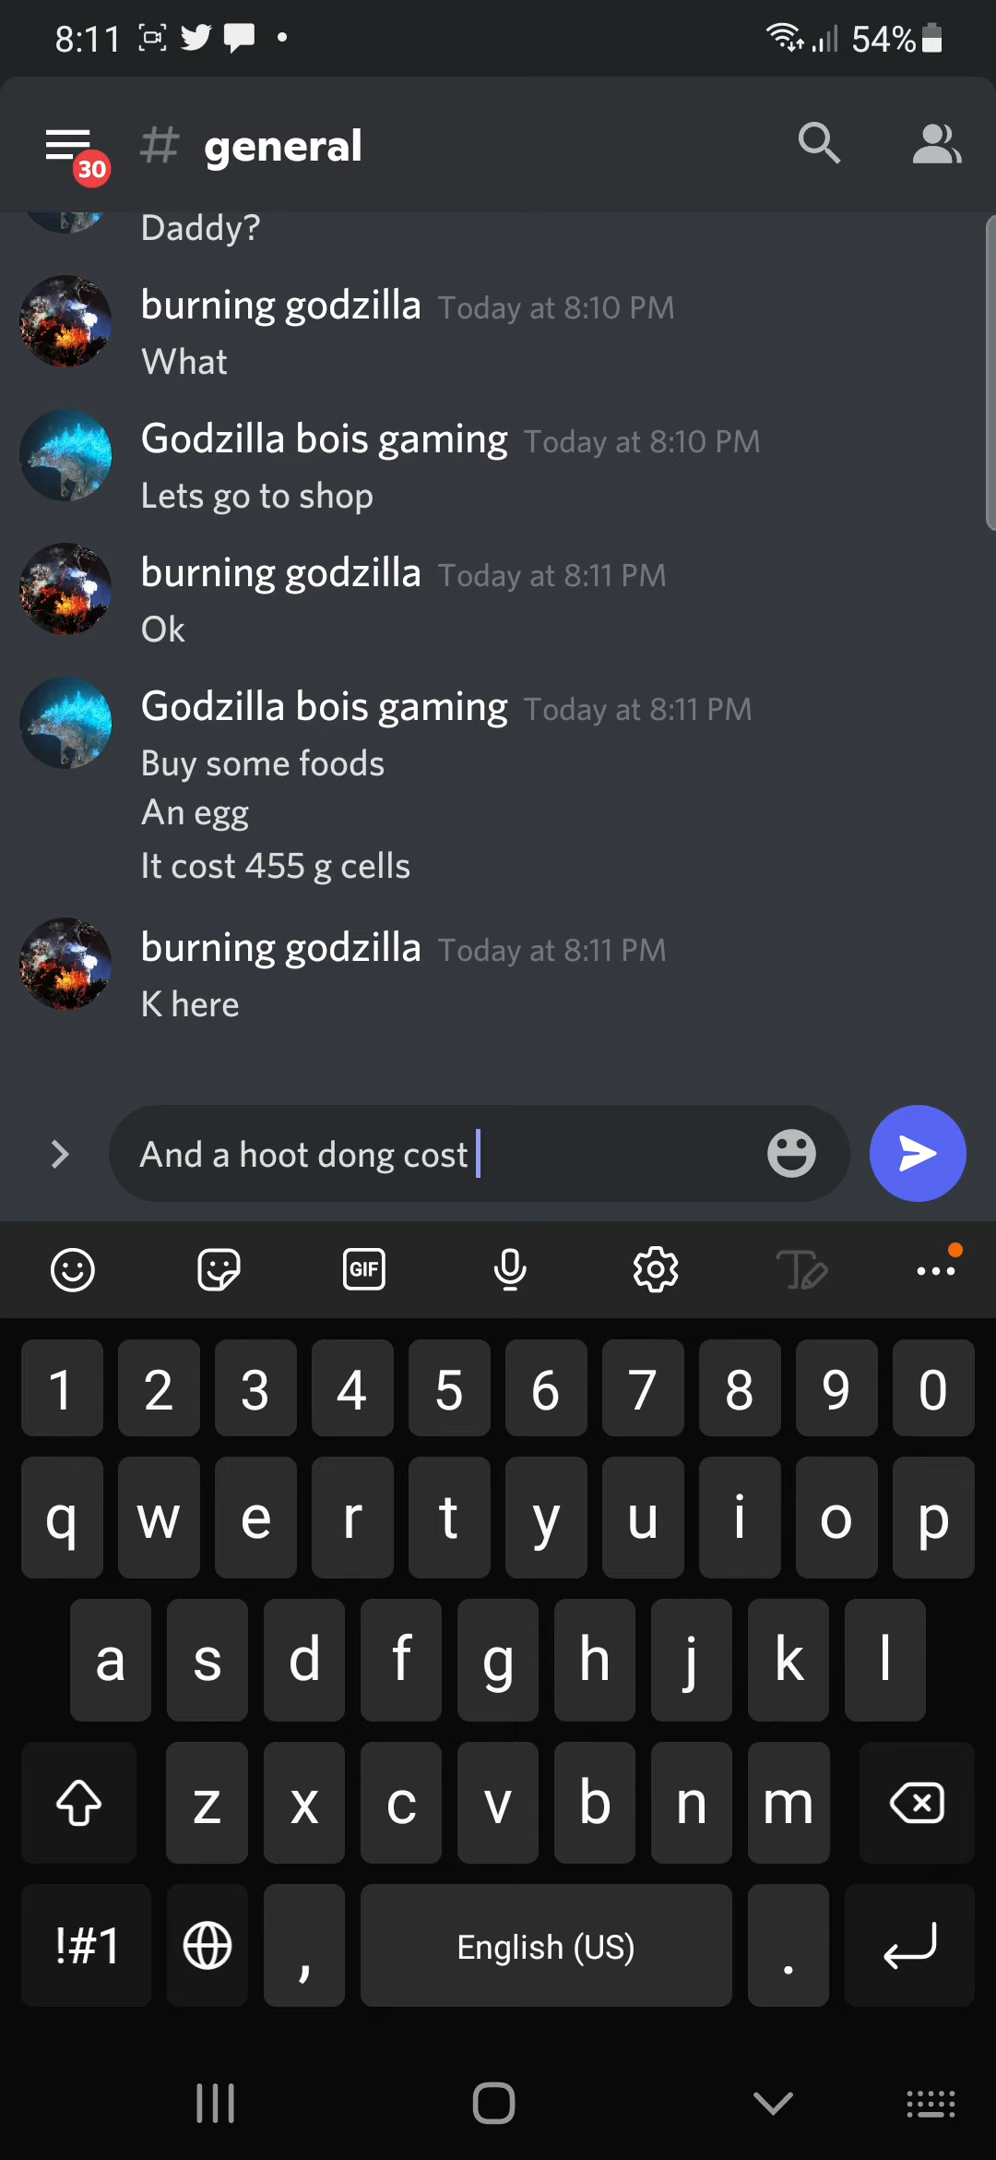 8:11 54%
30 # general
Daddy?
burning godzilla Today at 8:10 PM
What
Godzilla bois gaming Today at 8:10 PM
Lets go to shop
burning godzilla Today at 8:11 PM
Ok
Godzilla bois gaming Today at 8:11 PM
Buy some foods
An egg
It cost 455 g cells
burning godzilla Today at 8:11 PM
K here
And a hoot dong cost
GIF
1 2 3 4 5 6 7 8 9 0
q w e r t y u i o p
a s d f g h j k l
z x c v b n m
!#1 , English (US) .